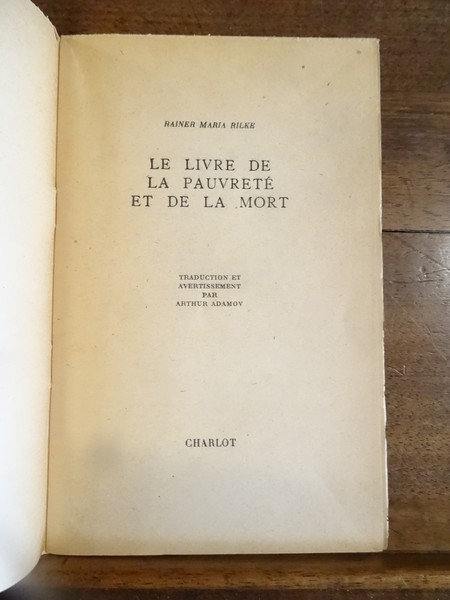 RAINER MARIA RILKE
LE LIVRE DE
LA PAUVRETÉ
ET DE LA MORT
TRADUCTION ET
AVERTISSEMENT
PAR
ARTHUR ADAMOV
CHARLOT